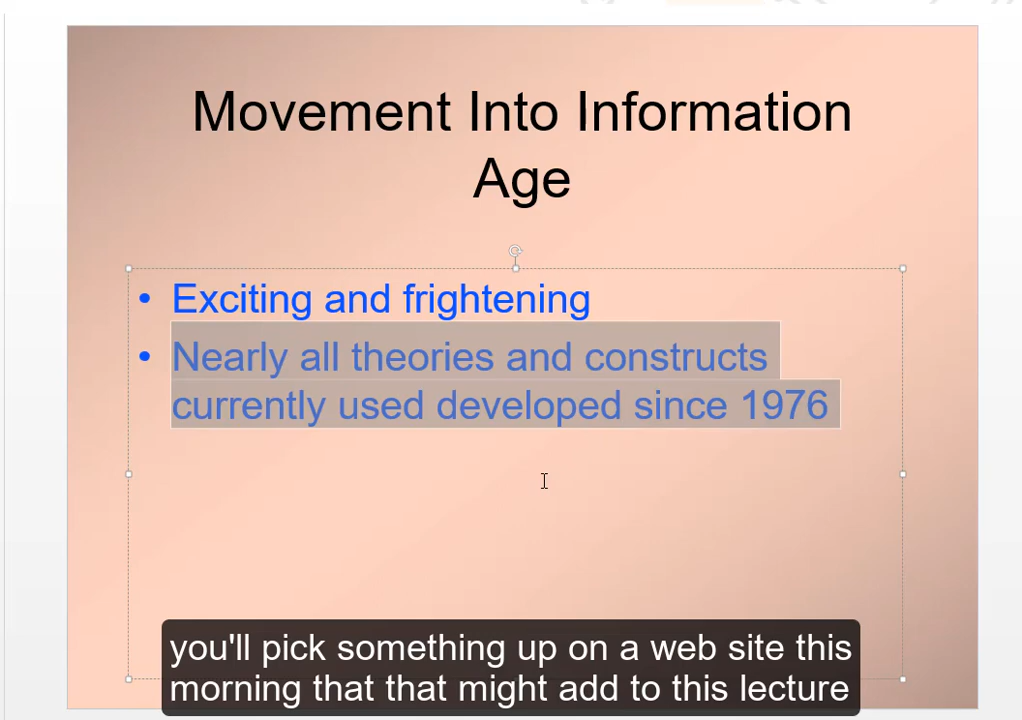 Movement Into Information
Age
• Exciting and frightening
• Nearly all theories and constructs
currently used developed since 1976
you'll pick something up on a web site this
morning that that might add to this lecture